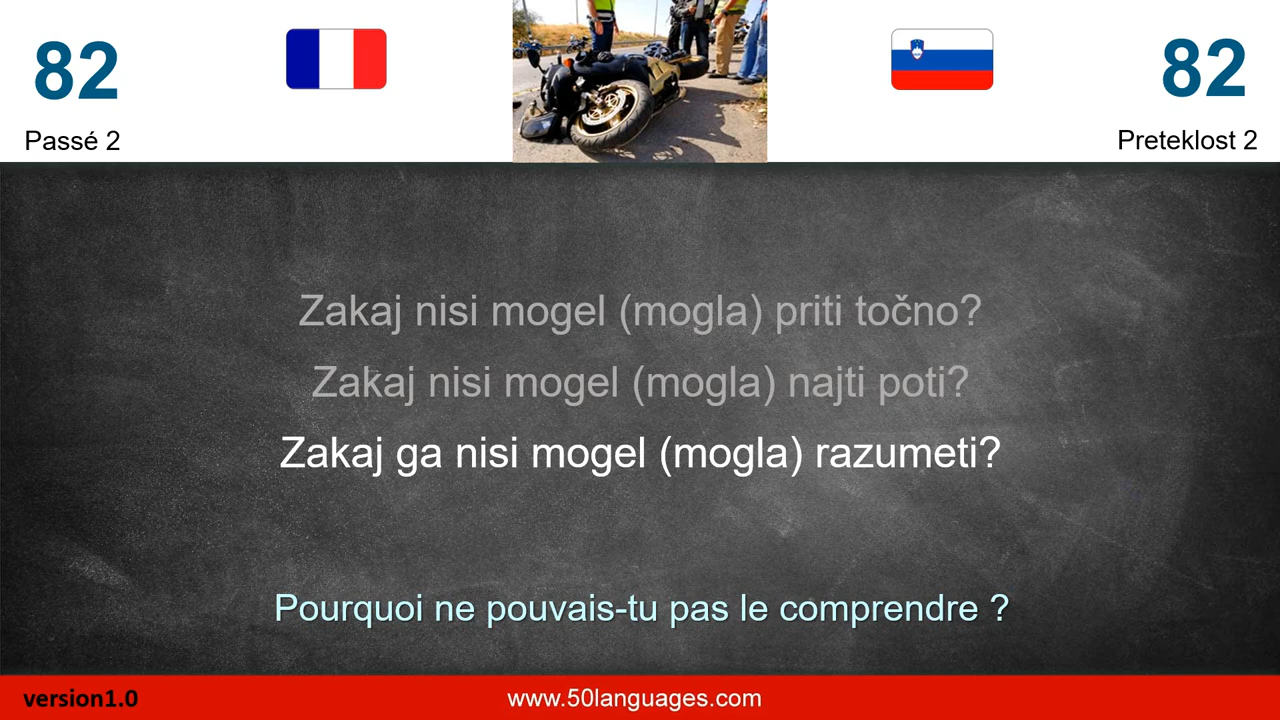 82
82
Passé 2
Preteklost 2
Zakaj nisi mogel (mogla) priti točno?
Zakaj nisi mogel (mogla) najti poti?
Zakaj ga nisi mogel (mogla) razumeti?
Pourquoi ne pouvais-tu pas le comprendre ?
version1.0
www.50languages.com